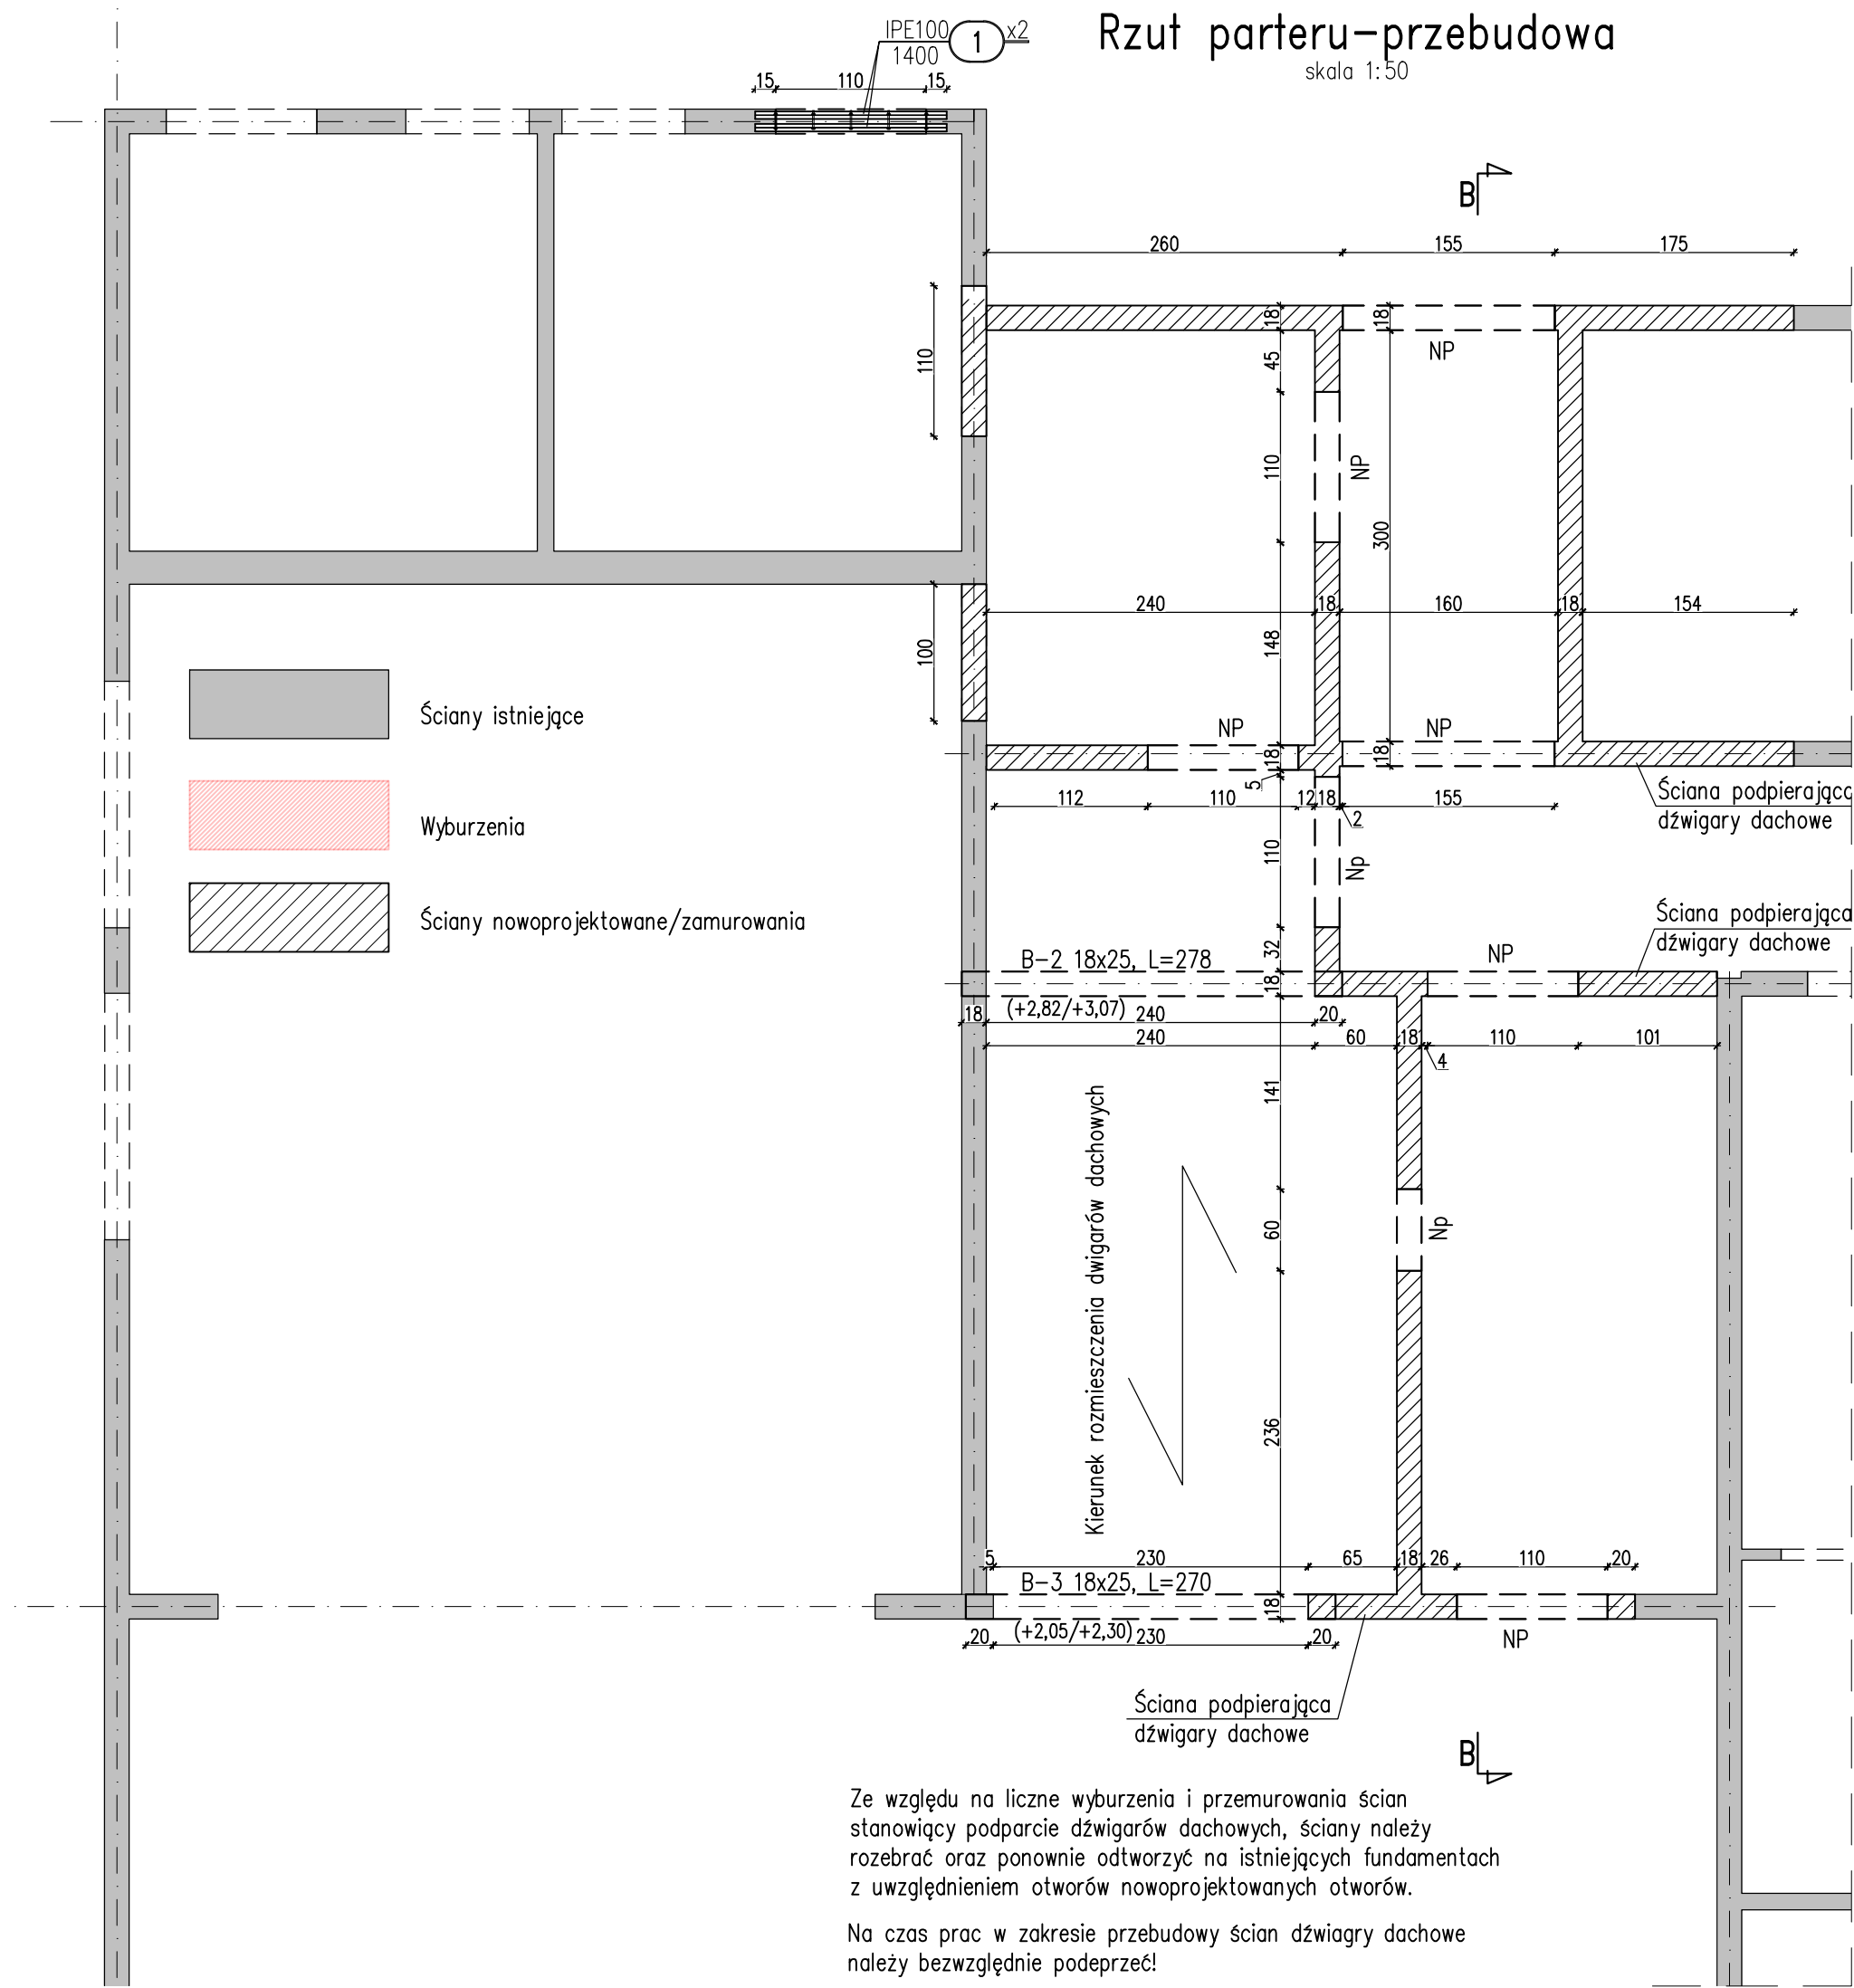 Rzut parteru-przebudowa
skala 1:50
IPE100
1400
1
x2
15
110
15
B
260
155
175
18
18
NP
45
110
110
NP
300
240
18
160
18
154
148
100
Ściany istniejące
Wyburzenia
Ściany nowoprojektowane/zamurowania
NP
NP
18
18
5
112
110
12
18
155
2
Ściana podpierająca
dźwigary dachowe
110
Np
Ściana podpierająca
dźwigary dachowe
32
NP
B-2 18x25, L=278
18
(+2,82/+3,07)
18
240
20
240
60
18
4
110
101
141
Kierunek rozmieszczenia dwigarów dachowych
60
Np
236
5
230
65
18
26
110
20
B-3 18x25, L=270
18
(+2,05/+2,30)
20
230
20
NP
Ściana podpierająca
dźwigary dachowe
B
Ze względu na liczne wyburzenia i przemurowania ścian
stanowiący podparcie dźwigarów dachowych, ściany należy
rozebrać oraz ponownie odtworzyć na istniejących fundamentach
z uwzględnieniem otworów nowoprojektowanych otworów.
Na czas prac w zakresie przebudowy ścian dźwiagry dachowe
należy bezwzględnie podeprzeć!